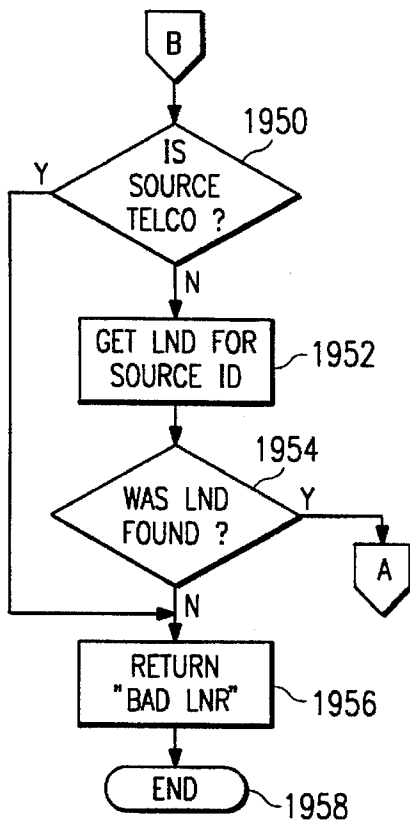 B
1950
IS
SOURCE
TELCO ?
Y
N
GET LND FOR
SOURCE ID
1952
1954
WAS LND
FOUND ?
Y
A
N
RETURN
"BAD LNR"
1956
END
1958